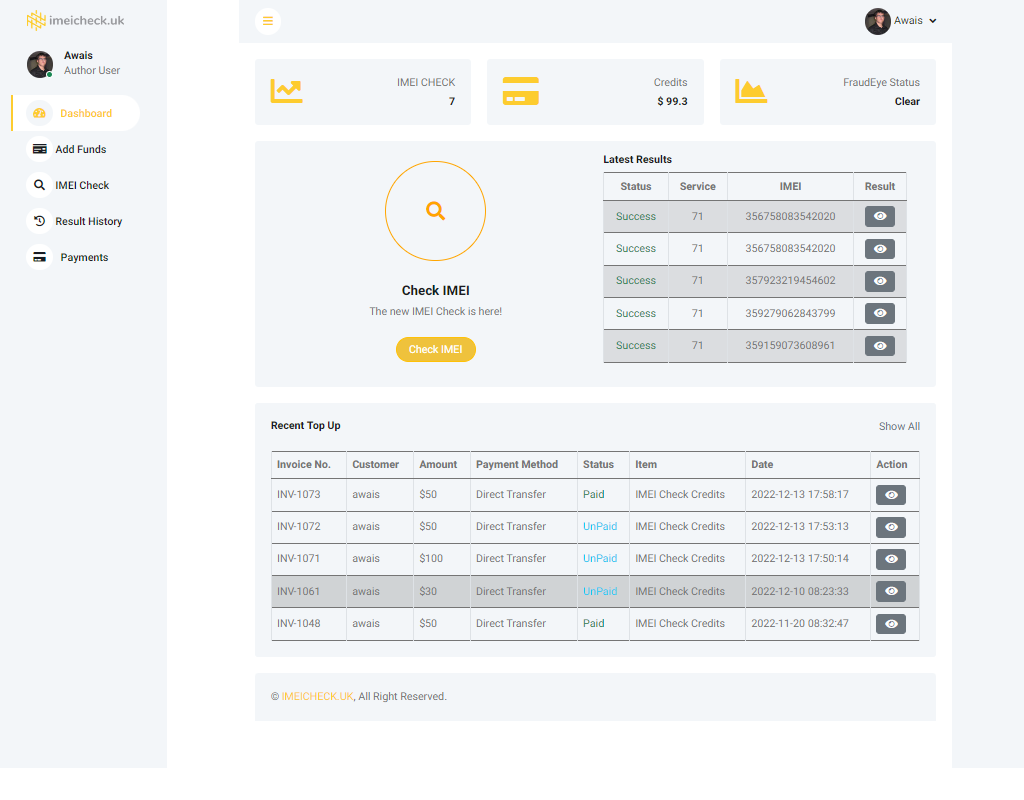 imeicheck.uk
Awais
Author User
Dashboard
Add Funds
IMEI Check
Result History
Payments
Awais
IMEI CHECK
7
Credits
$ 99.3
FraudEye Status
Clear
Check IMEI
The new IMEI Check is here!
Check IMEI
Latest Results
Status Service IMEI Result
Success 71 356758083542020
Success 71 356758083542020
Success 71 357923219454602
Success 71 359279062843799
Success 71 359159073608961
Recent Top Up
Show All
Invoice No. Customer Amount Payment Method Status Item Date Action
INV-1073 awais $50 Direct Transfer Paid IMEI Check Credits 2022-12-13 17:58:17
INV-1072 awais $50 Direct Transfer UnPaid IMEI Check Credits 2022-12-13 17:53:13
INV-1071 awais $100 Direct Transfer UnPaid IMEI Check Credits 2022-12-13 17:50:14
INV-1061 awais $30 Direct Transfer UnPaid IMEI Check Credits 2022-12-10 08:23:33
INV-1048 awais $50 Direct Transfer Paid IMEI Check Credits 2022-11-20 08:32:47
© IMEICHECK.UK, All Right Reserved.